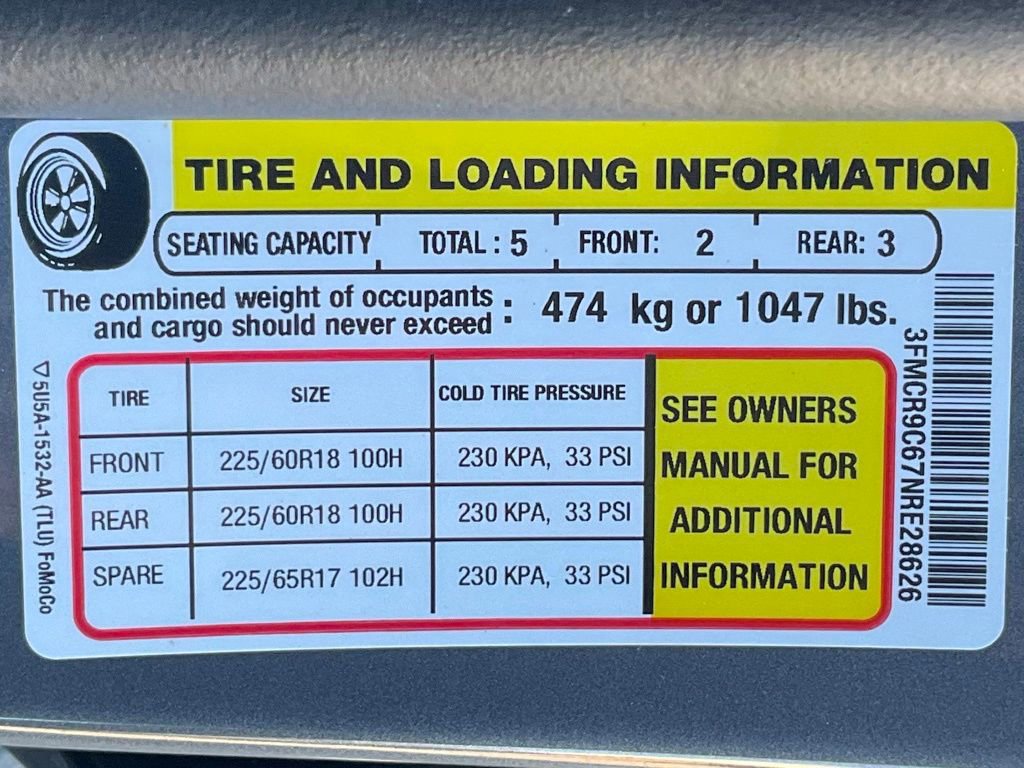 TIRE AND LOADING INFORMATION
SEATING CAPACITY TOTAL : 5 FRONT: 2 REAR: 3
The combined weight of occupants
and cargo should never exceed : 474 kg or 1047 lbs.
TIRE SIZE COLD TIRE PRESSURE
FRONT 225/60R18 100H 230 KPA, 33 PSI
REAR 225/60R18 100H 230 KPA, 33 PSI
SPARE 225/65R17 102H 230 KPA, 33 PSI
SEE OWNERS
MANUAL FOR
ADDITIONAL
INFORMATION
5U5A-1532-AA (TLU) FoMoCo
3FMCR9C67NRE28626